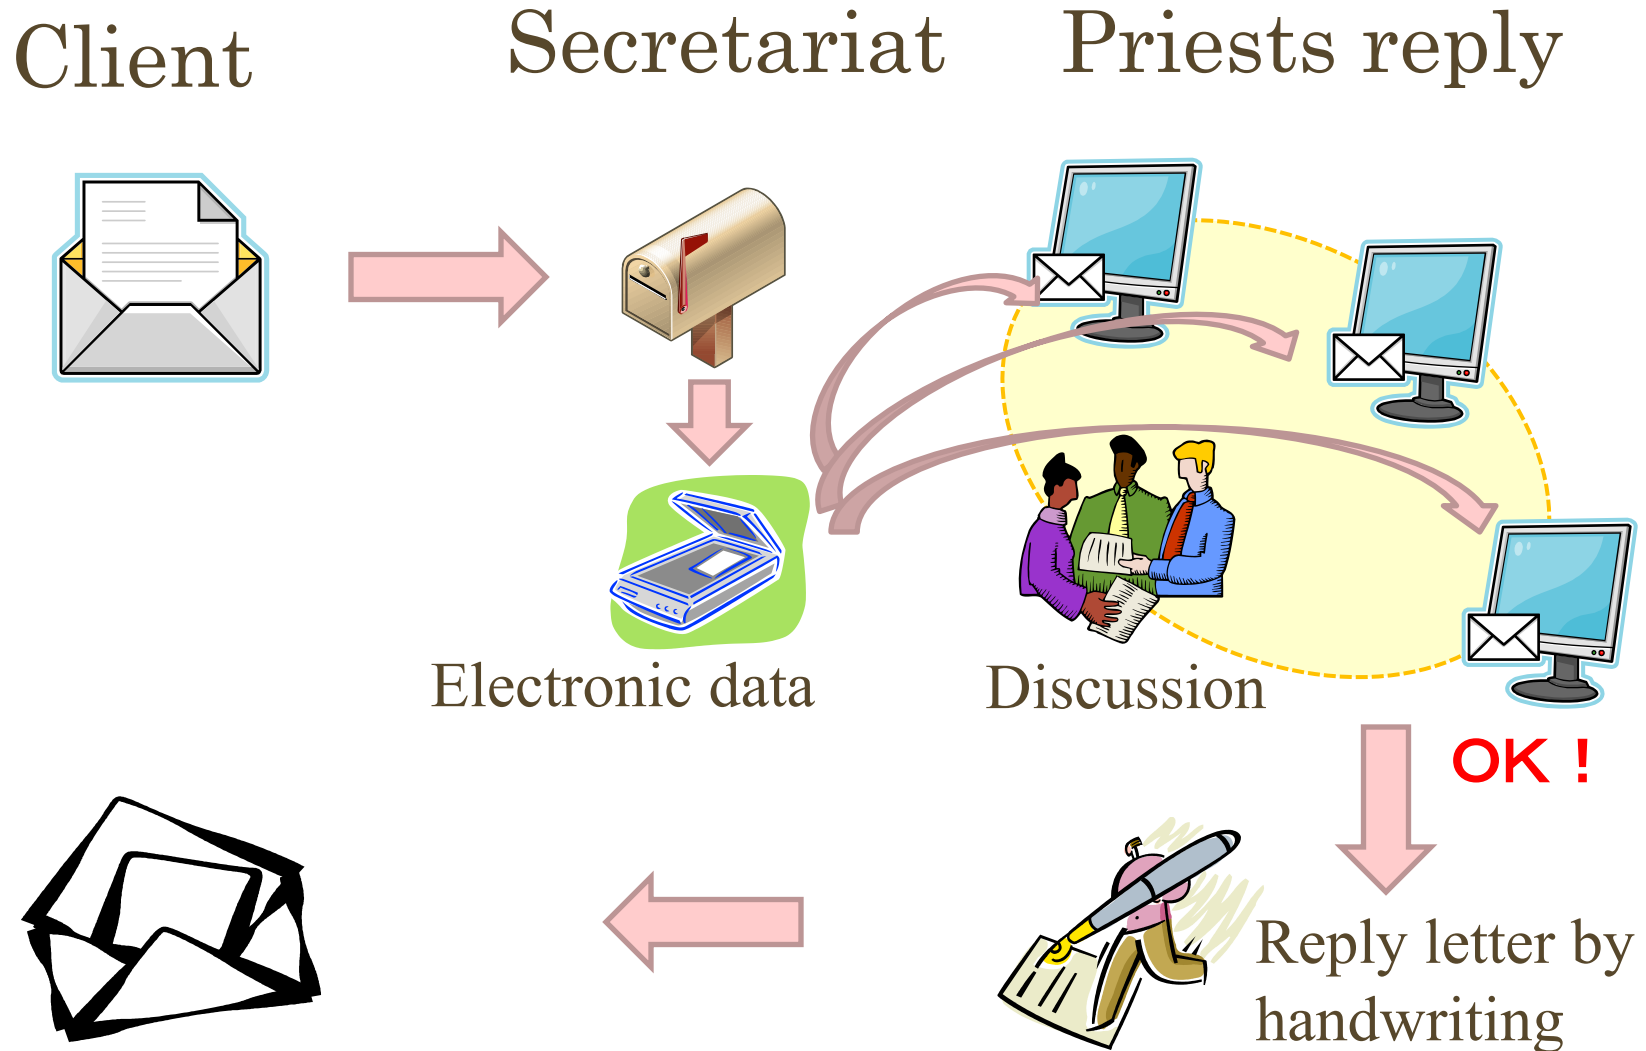 Client
Secretariat
Priests reply
Electronic data
Discussion
OK！
Reply letter by
handwriting